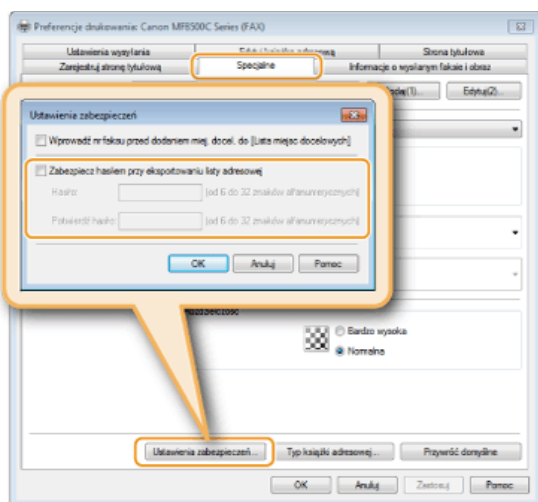 Preferencje drukowania: Canon MF8500C Series (FAX)
Ustawienia wysyłania
Strona tytułowa
Zarejestruj stronę tytułową
Specjalne
Informacje o wysłanym faksie i obraz
Edytuj(2)...
Ustawienia zabezpieczeń
Wprowadź nr faksu przed dodaniem miej. docel. do [Lista miejsc docelowych]
Zabezpiecz hasłem przy eksportowaniu listy adresowej
Hasło:
[od 6 do 32 znaków alfanumerycznych]
Potwierdź hasło:
[od 6 do 32 znaków alfanumerycznych]
OK
Anuluj
Pomoc
Bardzo wysoka
Normalna
Ustawienia zabezpieczeń...
Typ książki adresowej...
Przywróć domyślne
OK
Anuluj
Zastosuj
Pomoc